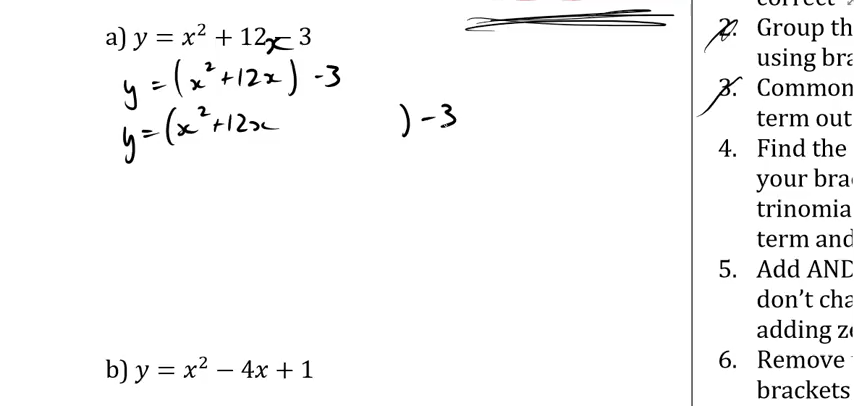 a) y = x² + 12x - 3
y = (x² + 12x) - 3
y = (x² + 12x ) - 3
b) y = x² − 4x + 1
2. Group th
using bra
3. Common
term out
4. Find the
your bra
trinomia
term and
5. Add AND
don't cha
adding ze
6. Remove
brackets